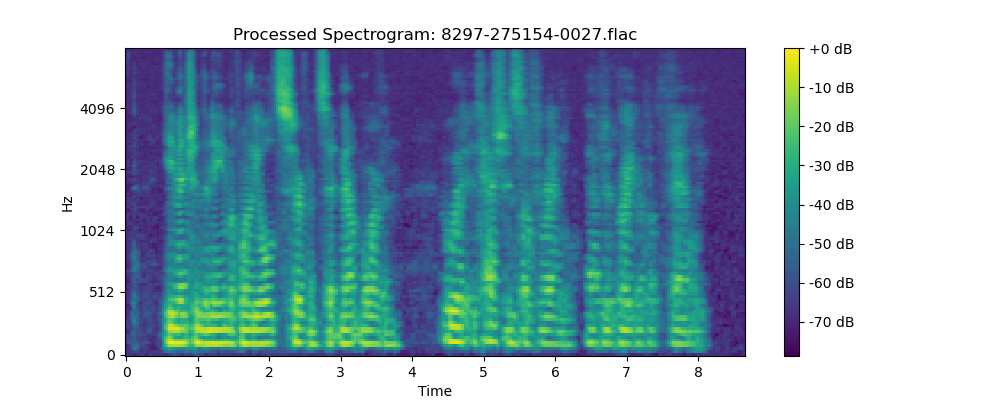 Processed Spectrogram: 8297-275154-0027.flac
Hz
4096
2048
1024
512
0
0 1 2 3 4 5 6 7 8
Time
+0 dB
-10 dB
-20 dB
-30 dB
-40 dB
-50 dB
-60 dB
-70 dB